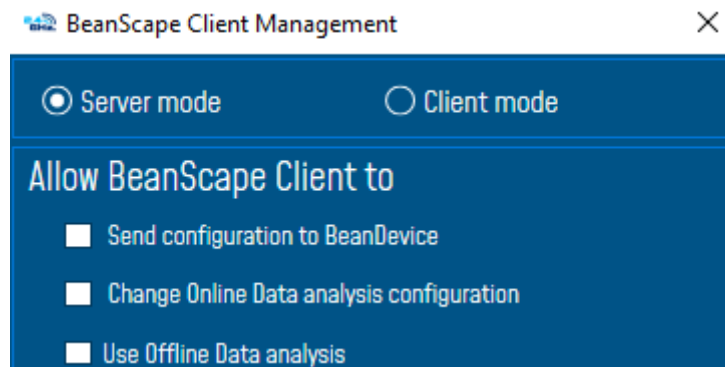 BeanScape Client Management
Server mode Client mode
Allow BeanScape Client to
Send configuration to BeanDevice
Change Online Data analysis configuration
Use Offline Data analysis